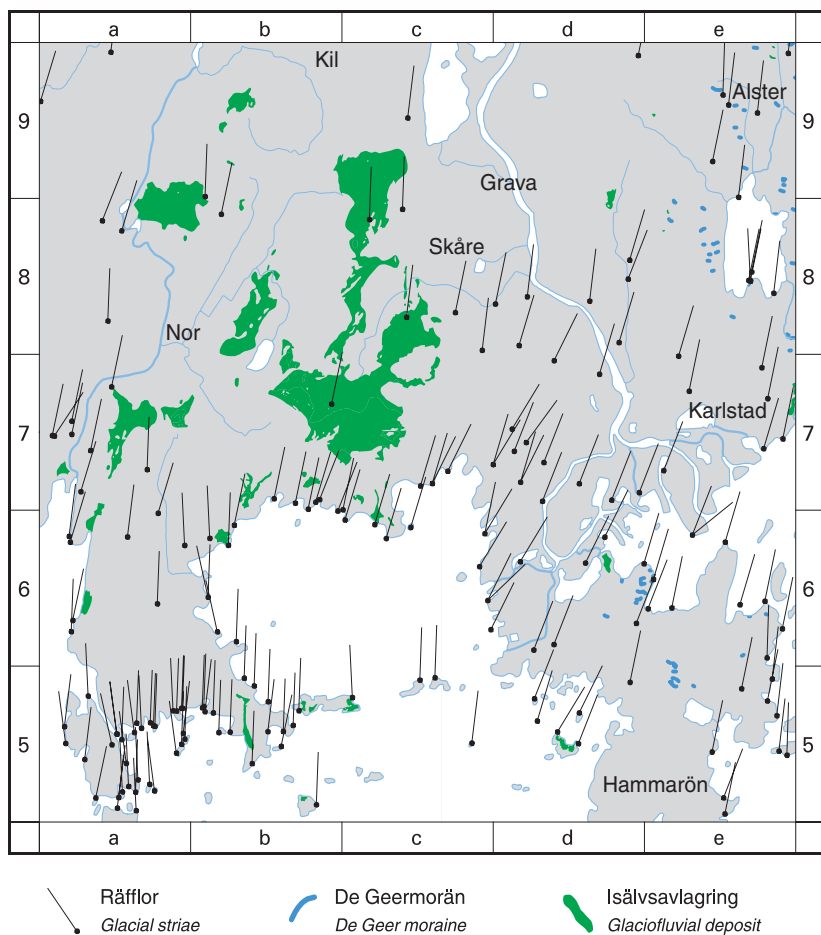 a b c d e
9
Kil
Alster
9
Grava
Skåre
8
8
Nor
Karlstad
7
7
6
6
5
5
Hammarön
a b c d e
Räfflor
Glacial striae
De Geermorän
De Geer moraine
Isälvsavlagring
Glaciofluvial deposit